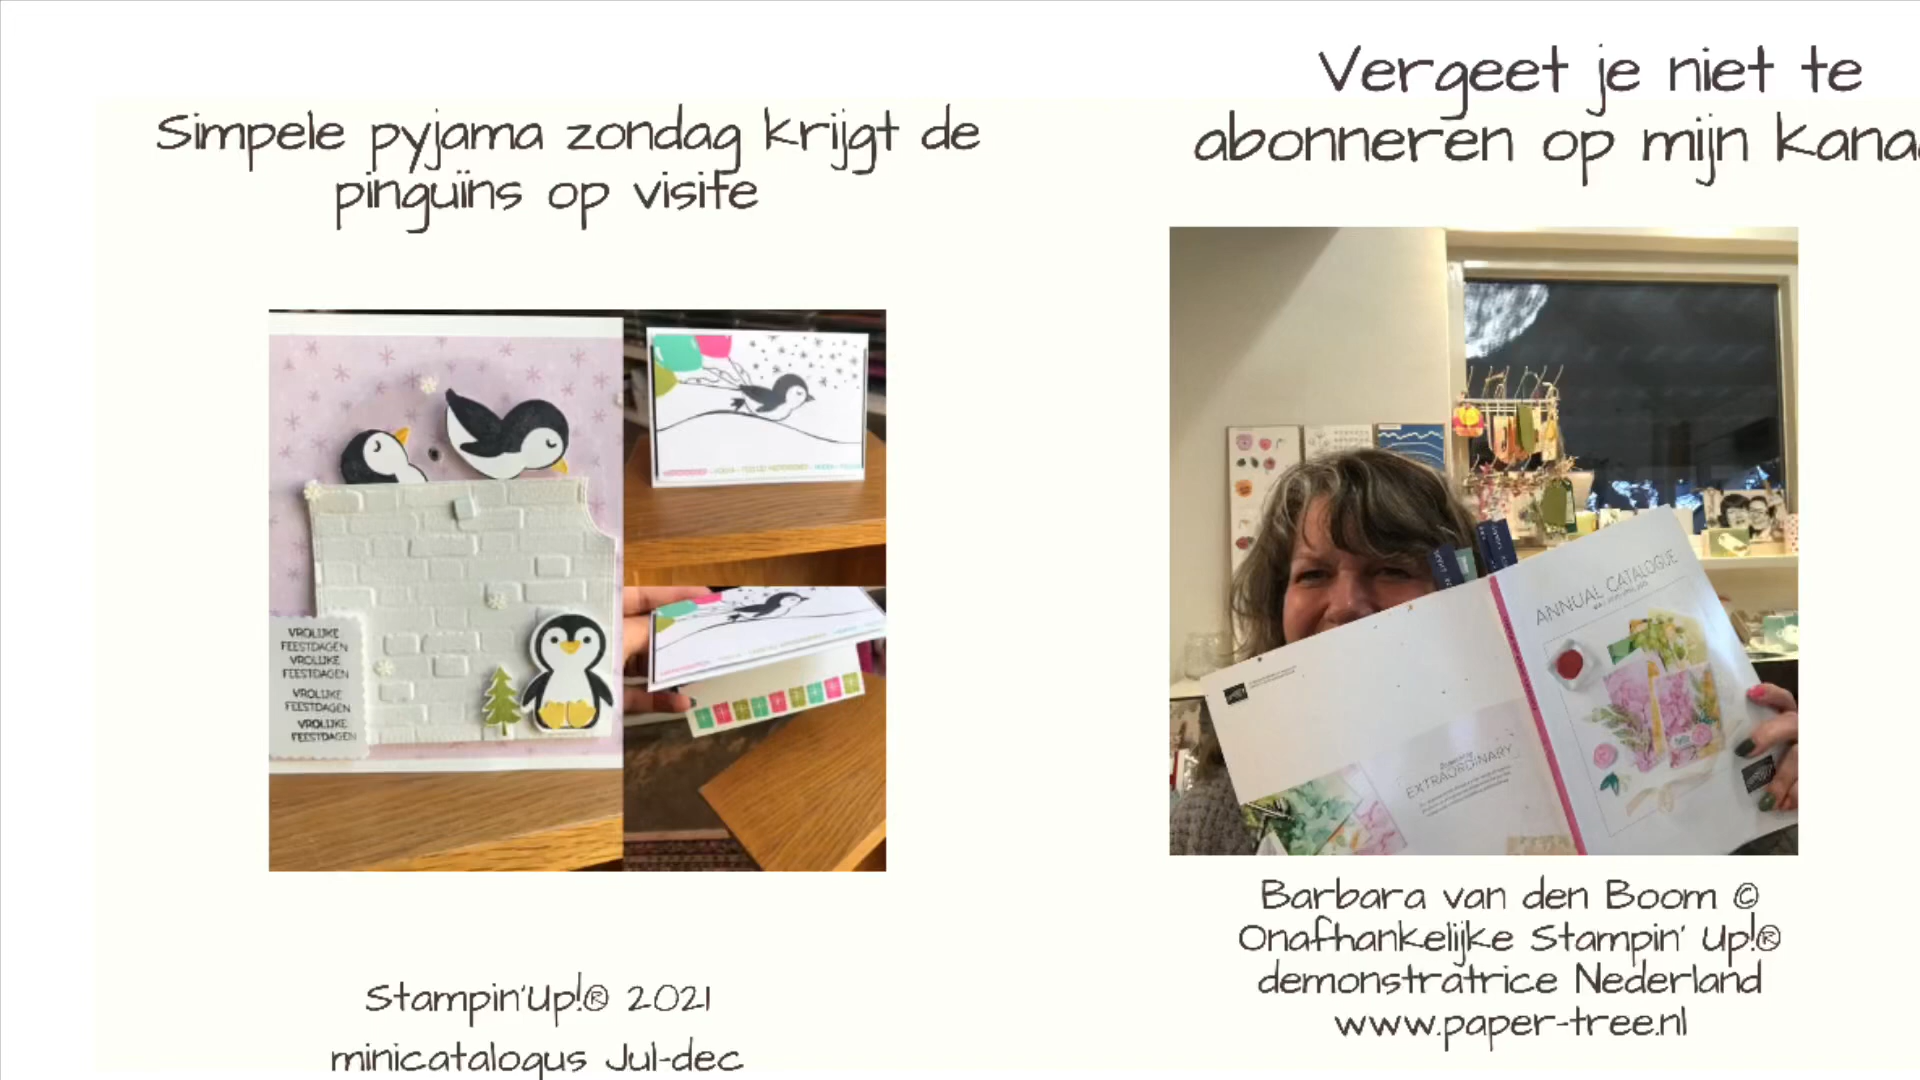 Simpele pyjama zondag krijgt de
pinguïns op visite
VROLIJKE
FEESTDAGEN
VROLIJKE
FEESTDAGEN
VROLIJKE
FEESTDAGEN
VROLIJKE
FEESTDAGEN
Stampin'Up!® 2021
minicatalogus Jul-dec
Vergeet je niet te
abonneren op mijn kana
ANNUAL CATALOGUE
EXTRAORDINARY
Barbara van den Boom ©
Onafhankelijke Stampin' Up!®
demonstratrice Nederland
www.paper-tree.nl